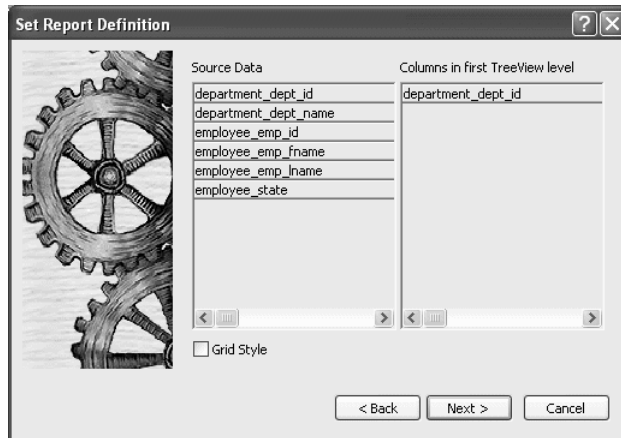 Set Report Definition
Source Data
Columns in first TreeView level
department_dept_id
department_dept_name
employee_emp_id
employee_emp_fname
employee_emp_lname
employee_state
department_dept_id
Grid Style
< Back
Next >
Cancel